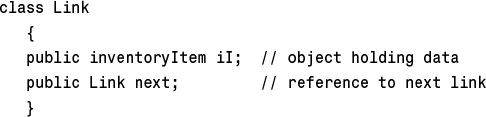 class Link
{
public inventoryItem iI; // object holding data
public Link next; // reference to next link
}